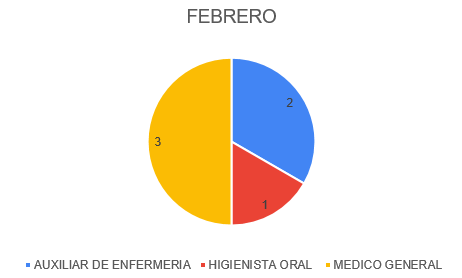 FEBRERO
2
3
1
AUXILIAR DE ENFERMERIA HIGIENISTA ORAL MEDICO GENERAL